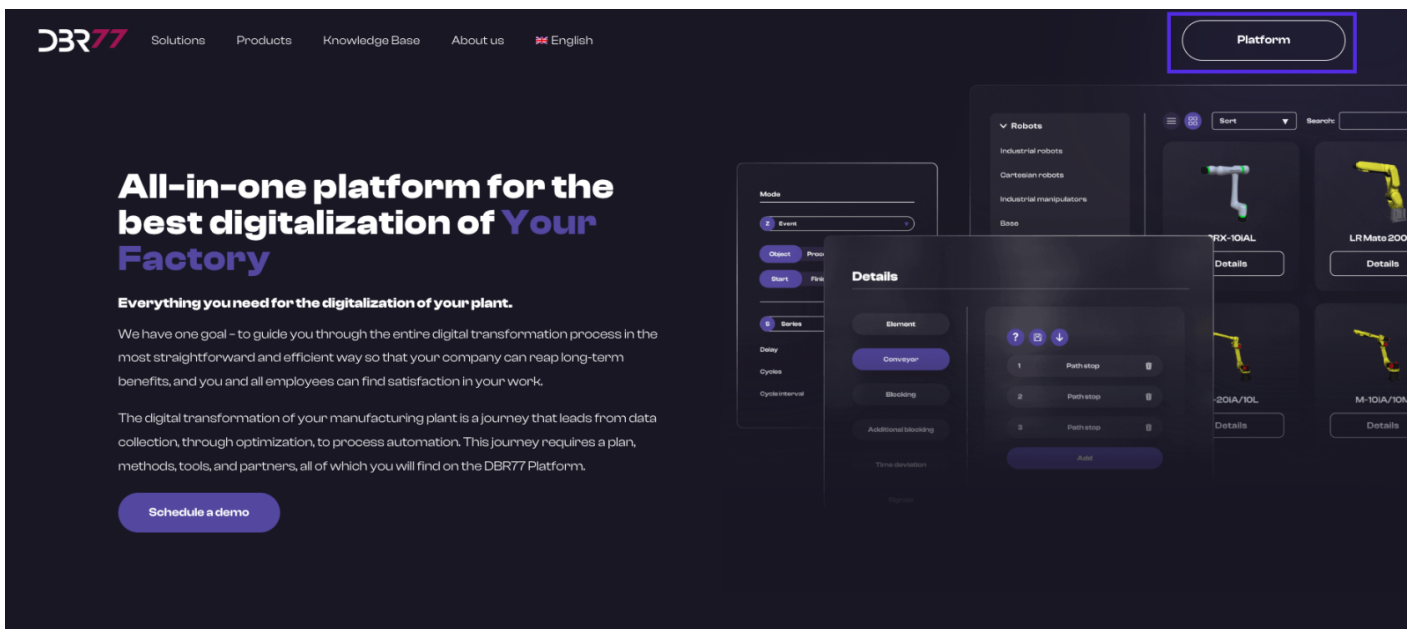 DBR77
Solutions
Products
Knowledge Base
About us
English
Platform
All-in-one platform for the
best digitalization of Your
Factory
Everything you need for the digitalization of your plant.
We have one goal – to guide you through the entire digital transformation process in the
most straightforward and efficient way so that your company can reap long-term
benefits, and you and all employees can find satisfaction in your work.
The digital transformation of your manufacturing plant is a journey that leads from data
collection, through optimization, to process automation. This journey requires a plan,
methods, tools, and partners, all of which you will find on the DBR77 Platform.
Schedule a demo
Mode
Z Event
Object
Start
S Series
Delay
Cycles
Cycle interval
Robots
Industrial robots
Cartesian robots
Industrial manipulators
Base
Sort
Search:
RX-10iAL
Details
LR Mate 200
Details
-20iA/10L
Details
M-10iA/10M
Details
Details
Element
Conveyor
Blocking
Additional blocking
Time deviation
?
1 Path stop
2 Path stop
3 Path stop
Add